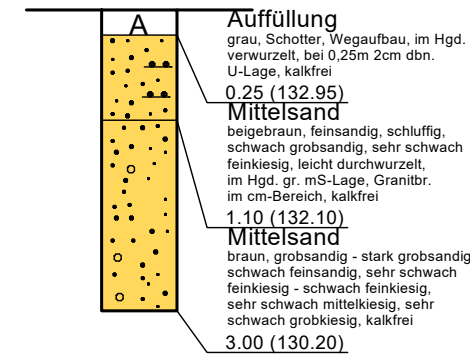 A
Auffüllung
grau, Schotter, Wegaufbau, im Hgd.
verwurzelt, bei 0,25m 2cm dbn.
U-Lage, kalkfrei
0.25 (132.95)
Mittelsand
beigebraun, feinsandig, schluffig,
schwach grobsandig, sehr schwach
feinkiesig, leicht durchwurzelt,
im Hgd. gr. mS-Lage, Granitbr.
im cm-Bereich, kalkfrei
1.10 (132.10)
Mittelsand
braun, grobsandig - stark grobsandig
schwach feinsandig, sehr schwach
feinkiesig - schwach feinkiesig,
sehr schwach mittelkiesig, sehr
schwach grobkiesig, kalkfrei
3.00 (130.20)